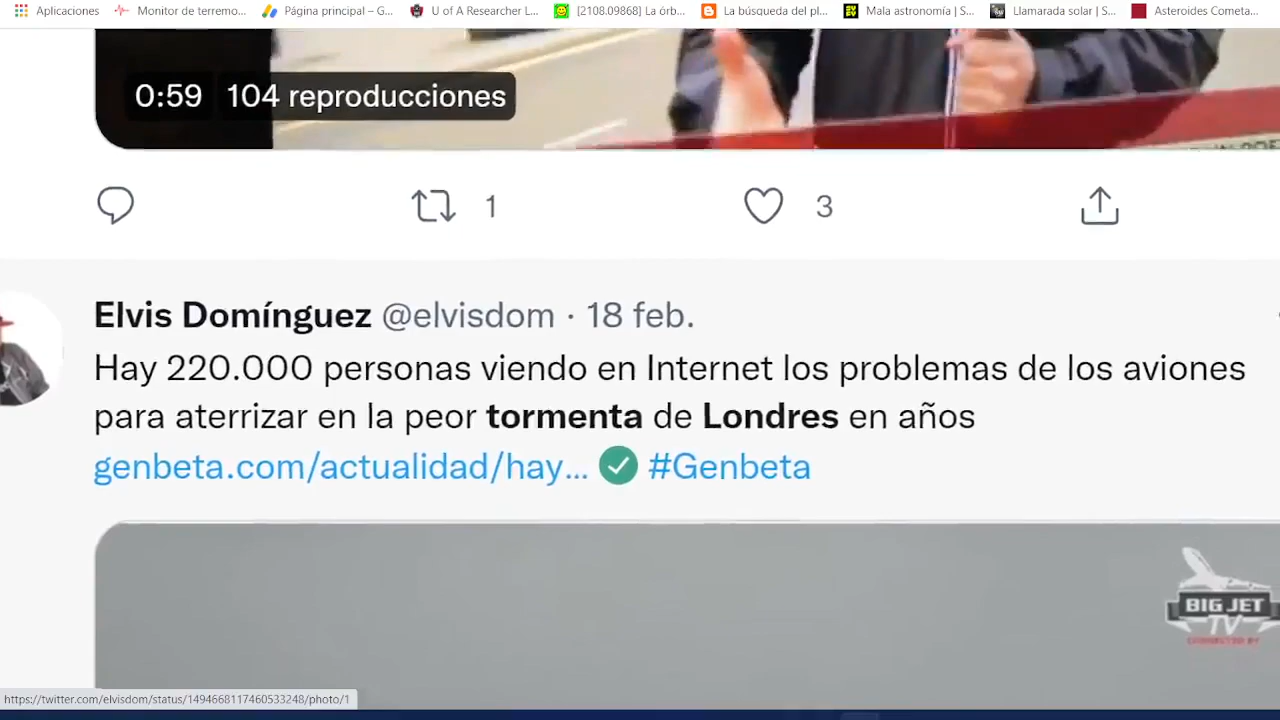 Aplicaciones Monitor de terremo... Página principal – G... U of A Researcher L... [2108.09868] La órb... La búsqueda del pl... Mala astronomía | S... Llamarada solar | S... Asteroides Cometa...
0:59 104 reproducciones
1 3
Elvis Domínguez @elvisdom · 18 feb.
Hay 220.000 personas viendo en Internet los problemas de los aviones
para aterrizar en la peor tormenta de Londres en años
genbeta.com/actualidad/hay... #Genbeta
BIG JET
TV
CONNECTED BY
https://twitter.com/elvisdom/status/1494668117460533248/photo/1